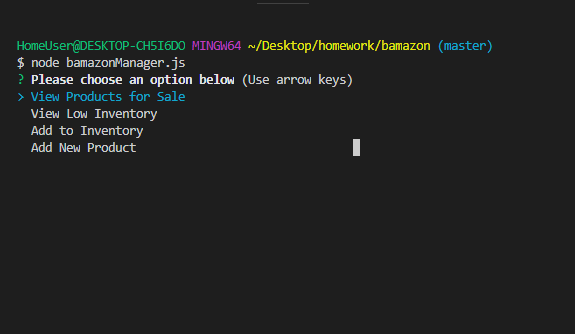 HomeUser@DESKTOP-CH5I6DO MINGW64 ~/Desktop/homework/bamazon (master)
$ node bamazonManager.js
? Please choose an option below (Use arrow keys)
> View Products for Sale
View Low Inventory
Add to Inventory
Add New Product